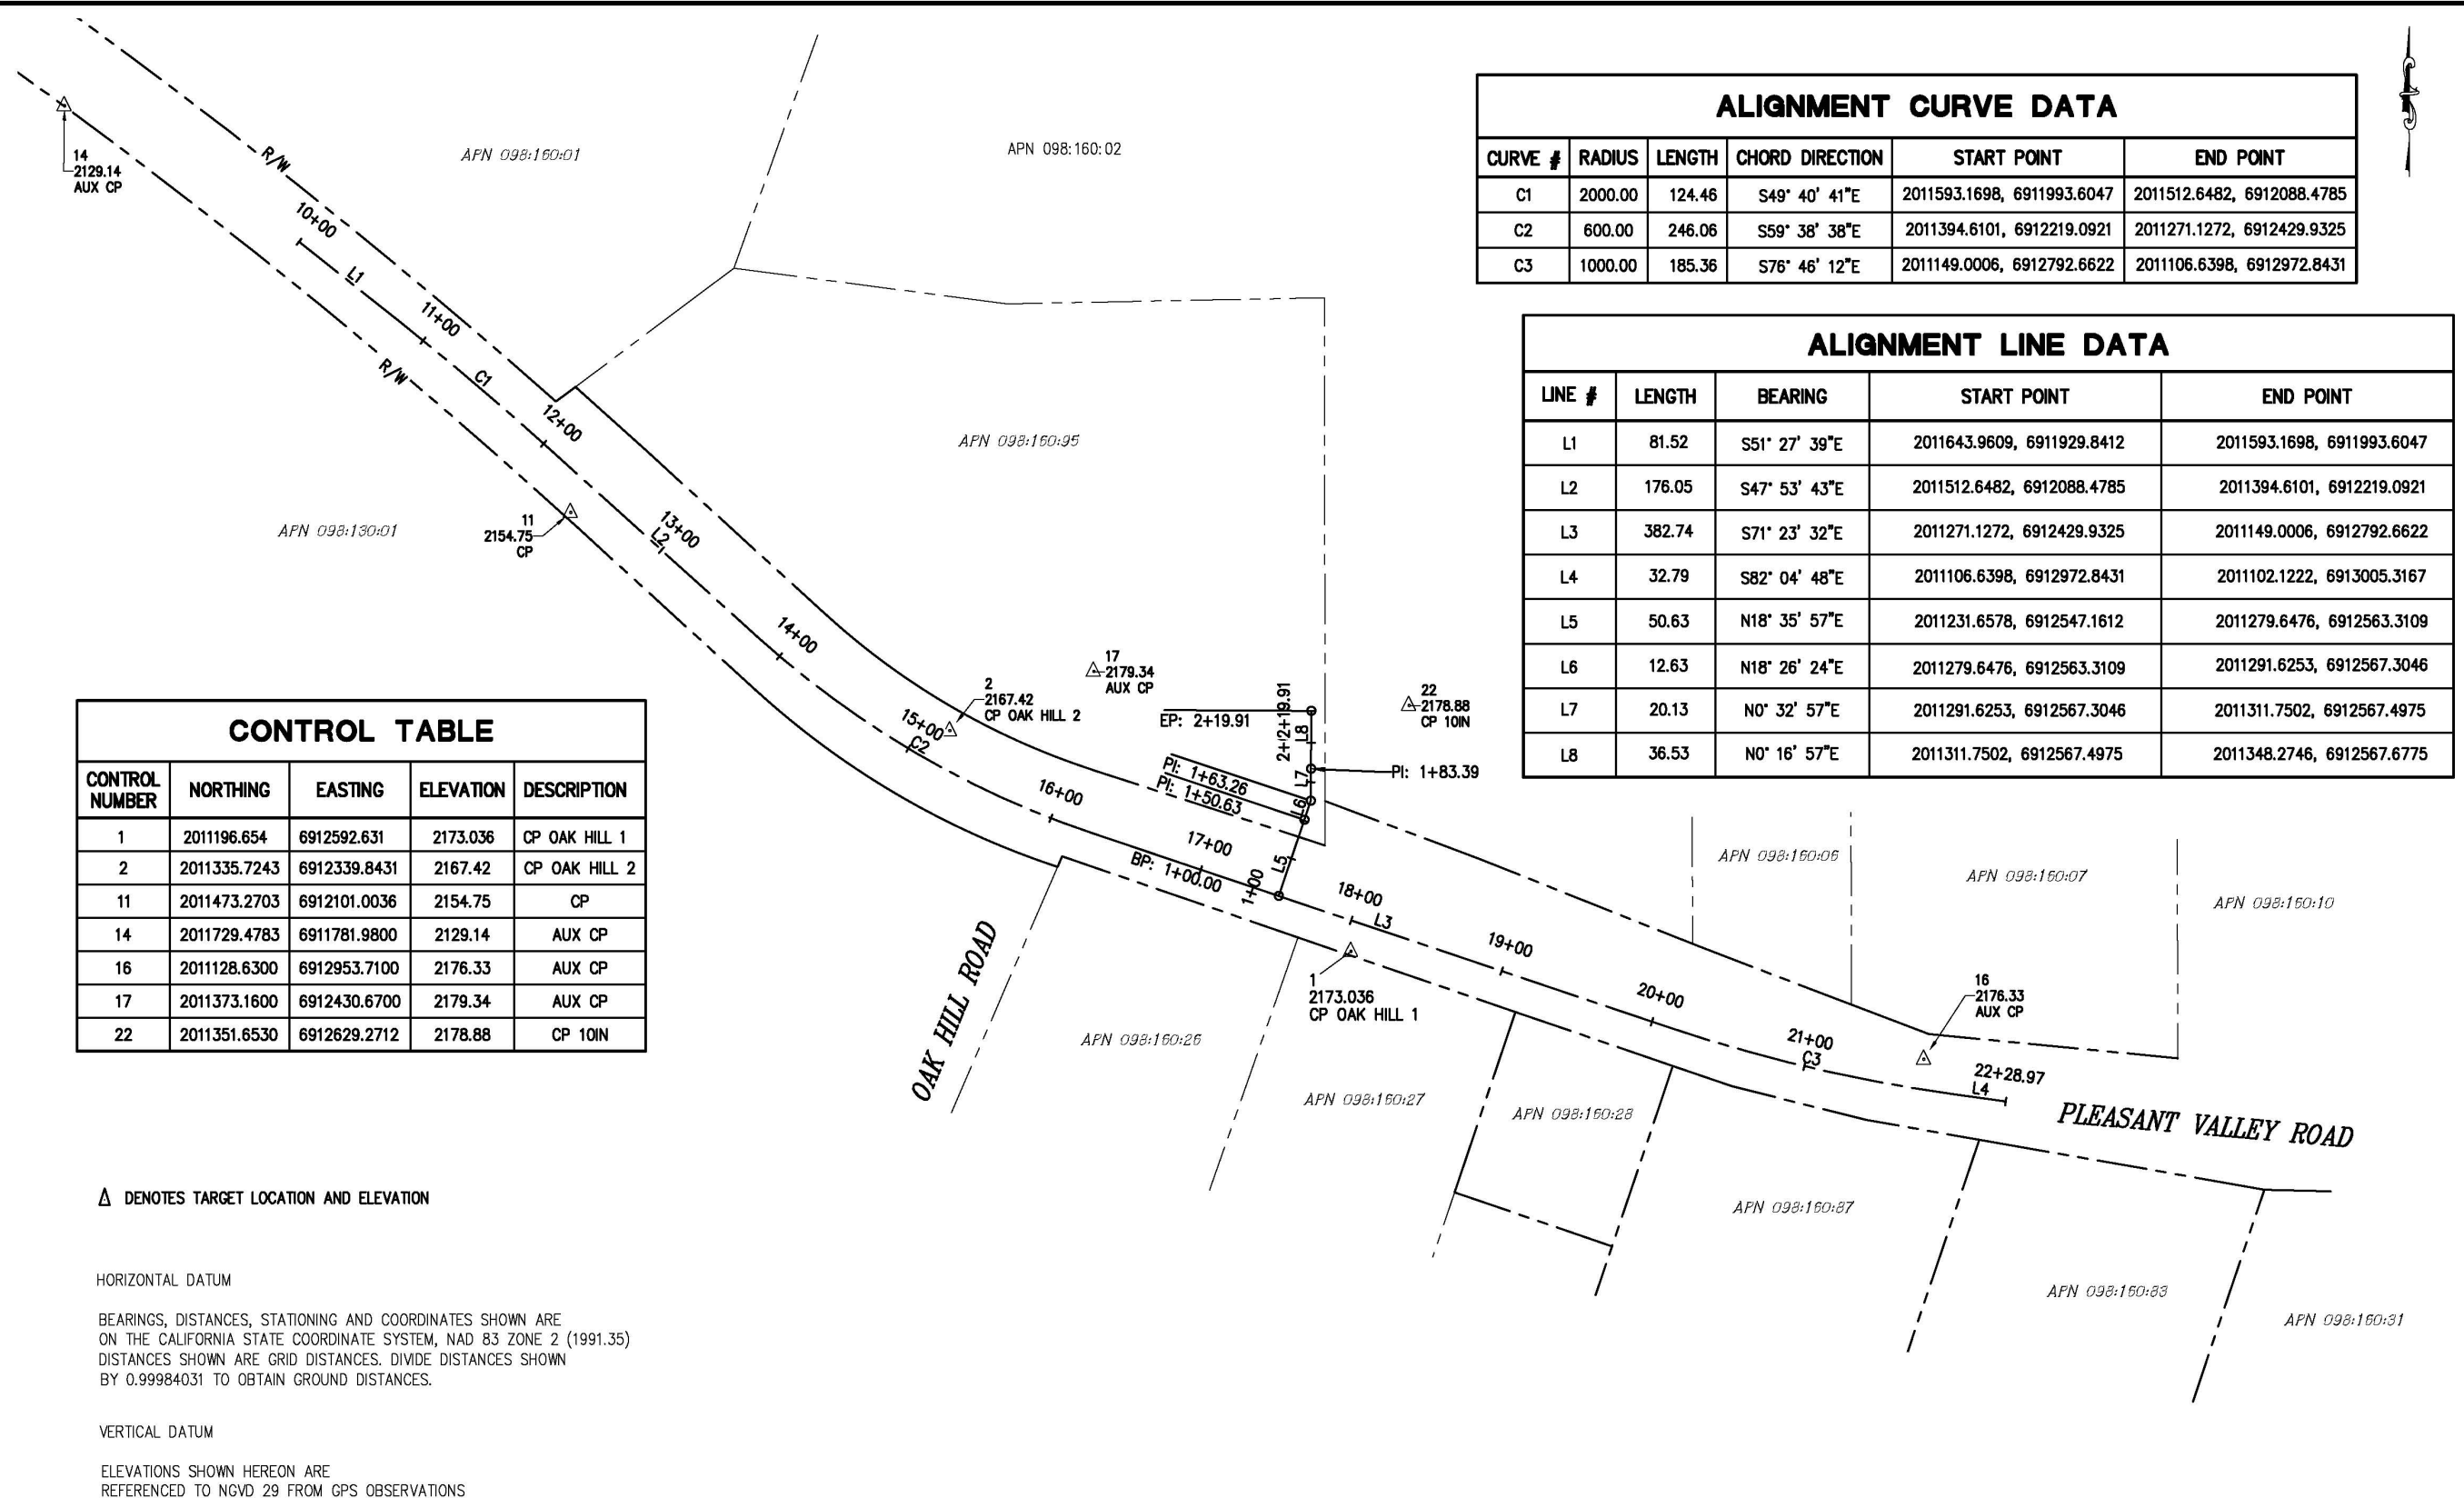 ALIGNMENT CURVE DATA
CURVE # RADIUS LENGTH CHORD DIRECTION START POINT END POINT
C1 2000.00 124.46 S49° 40' 41"E 2011593.1698, 6911993.6047 2011512.6482, 6912088.4785
C2 600.00 246.06 S59° 38' 38"E 2011394.6101, 6912219.0921 2011271.1272, 6912429.9325
C3 1000.00 185.36 S76° 46' 12"E 2011149.0006, 6912792.6622 2011106.6398, 6912972.8431
ALIGNMENT LINE DATA
LINE # LENGTH BEARING START POINT END POINT
L1 81.52 S51° 27' 39"E 2011643.9609, 6911929.8412 2011593.1698, 6911993.6047
L2 176.05 S47° 53' 43"E 2011512.6482, 6912088.4785 2011394.6101, 6912219.0921
L3 382.74 S71° 23' 32"E 2011271.1272, 6912429.9325 2011149.0006, 6912792.6622
L4 32.79 S82° 04' 48"E 2011106.6398, 6912972.8431 2011102.1222, 6913005.3167
L5 50.63 N18° 35' 57"E 2011231.6578, 6912547.1612 2011279.6476, 6912563.3109
L6 12.63 N18° 26' 24"E 2011279.6476, 6912563.3109 2011291.6253, 6912567.3046
L7 20.13 N0° 32' 57"E 2011291.6253, 6912567.3046 2011311.7502, 6912567.4975
L8 36.53 N0° 16' 57"E 2011311.7502, 6912567.4975 2011348.2746, 6912567.6775
14
2129.14
AUX CP
R/W
R/W
APN 098:160:01
APN 098:160:02
10+00
L1
11+00
C1
12+00
APN 098:160:95
APN 098:130:01
11
2154.75
CP
13+00
L2
14+00
2
2167.42
CP OAK HILL 2
15+00
C2
17
2179.34
AUX CP
22
2178.88
CP 10IN
EP: 2+19.91
2+2+19.91
L8
L7
L6
PI: 1+83.39
PI: 1+63.26
PI: 1+50.63
16+00
17+00
BP: 1+00.00
1+00
L5
18+00
L3
1
2173.036
CP OAK HILL 1
19+00
20+00
21+00
C3
16
2176.33
AUX CP
22+28.97
L4
APN 098:160:06
APN 098:160:07
APN 098:160:10
OAK HILL ROAD
PLEASANT VALLEY ROAD
APN 098:160:26
APN 098:160:27
APN 098:160:28
APN 098:160:87
APN 098:160:83
APN 098:160:31
CONTROL TABLE
CONTROL NUMBER NORTHING EASTING ELEVATION DESCRIPTION
1 2011196.654 6912592.631 2173.036 CP OAK HILL 1
2 2011335.7243 6912339.8431 2167.42 CP OAK HILL 2
11 2011473.2703 6912101.0036 2154.75 CP
14 2011729.4783 6911781.9800 2129.14 AUX CP
16 2011128.6300 6912953.7100 2176.33 AUX CP
17 2011373.1600 6912430.6700 2179.34 AUX CP
22 2011351.6530 6912629.2712 2178.88 CP 10IN
DENOTES TARGET LOCATION AND ELEVATION
HORIZONTAL DATUM
BEARINGS, DISTANCES, STATIONING AND COORDINATES SHOWN ARE
ON THE CALIFORNIA STATE COORDINATE SYSTEM, NAD 83 ZONE 2 (1991.35)
DISTANCES SHOWN ARE GRID DISTANCES. DIVIDE DISTANCES SHOWN
BY 0.99984031 TO OBTAIN GROUND DISTANCES.
VERTICAL DATUM
ELEVATIONS SHOWN HEREON ARE
REFERENCED TO NGVD 29 FROM GPS OBSERVATIONS